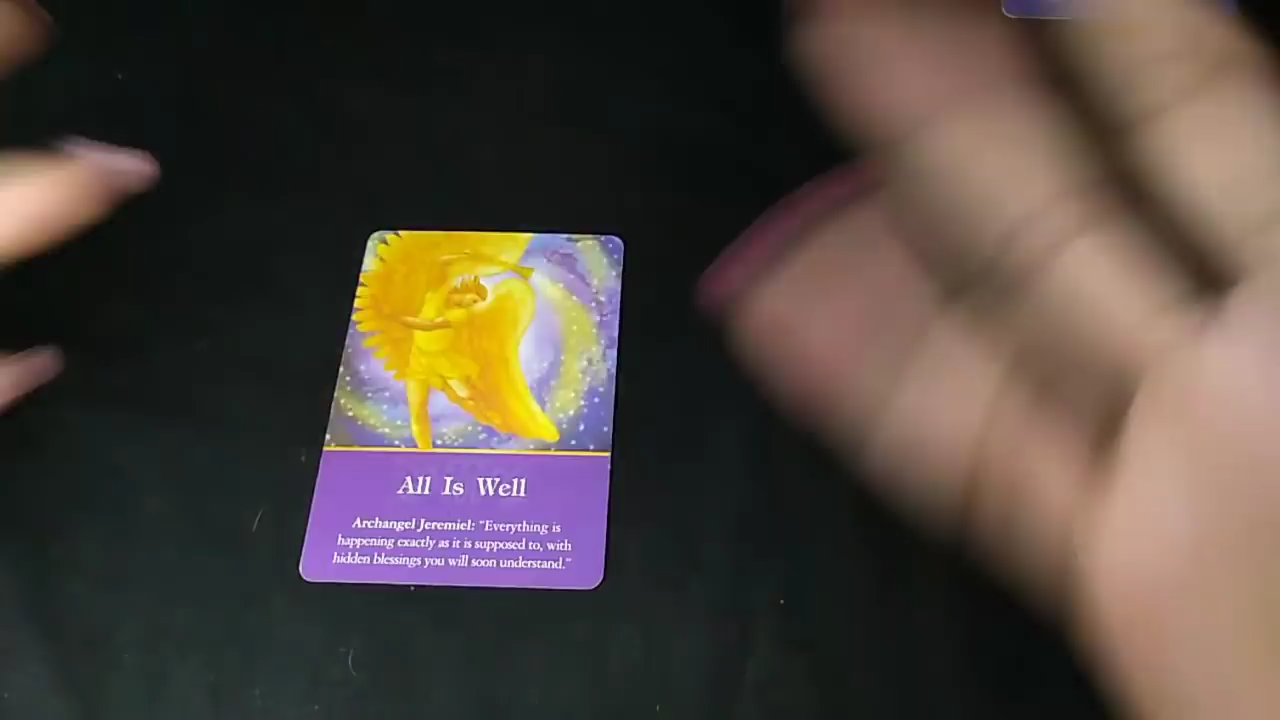 All Is Well
Archangel Jeremiel: "Everything is
happening exactly as it is supposed to, with
hidden blessings you will soon understand."